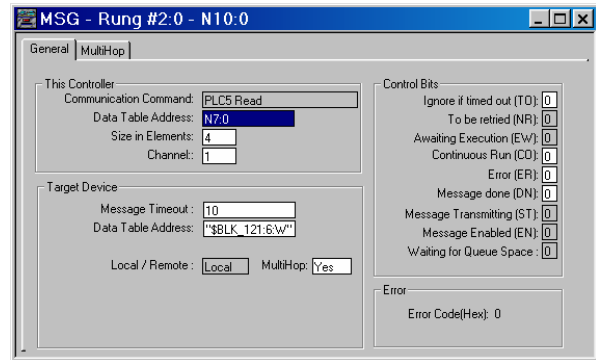 MSG - Rung #2:0 - N10:0
General MultiHop
This Controller
Communication Command: PLC5 Read
Data Table Address: N7:0
Size in Elements: 4
Channel:: 1
Target Device
Message Timeout : 10
Data Table Address: "$BLK_121:6:W"
Local / Remote : Local MultiHop: Yes
Control Bits
Ignore if timed out (TO): 0
To be retried (NR): 0
Awaiting Execution (EW): 0
Continuous Run (CO): 0
Error (ER): 0
Message done (DN): 0
Message Transmitting (ST): 0
Message Enabled (EN): 0
Waiting for Queue Space : 0
Error
Error Code(Hex): 0